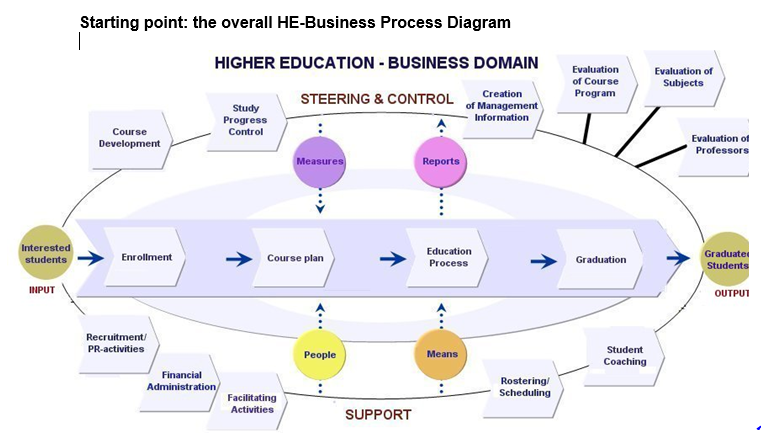 Starting point: the overall HE-Business Process Diagram
HIGHER EDUCATION - BUSINESS DOMAIN
STEERING & CONTROL
Course
Development
Study
Progress
Control
Creation
of Management
Information
Evaluation
of Course
Program
Evaluation of
Subjects
Evaluation of
Professors
Measures
Reports
Interested
students
INPUT
Enrollment
Course plan
Education
Process
Graduation
Graduated
Students
OUTPUT
People
Means
Recruitment/
PR-activities
Financial
Administration
Facilitating
Activities
SUPPORT
Rostering/
Scheduling
Student
Coaching